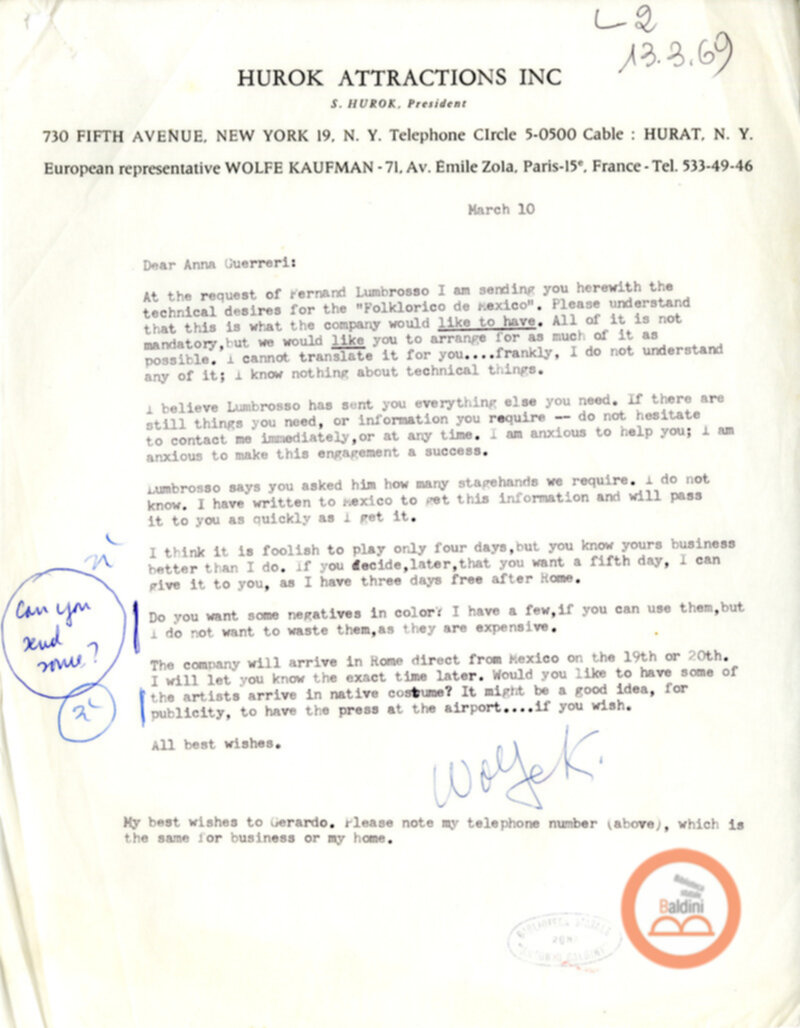 L2
13.3.69
HUROK ATTRACTIONS INC
S. HUROK, President
730 FIFTH AVENUE, NEW YORK 19, N. Y. Telephone CIrcle 5-0500 Cable : HURAT, N. Y.
European representative WOLFE KAUFMAN - 71, Av. Émile Zola, Paris-15e, France - Tel. 533-49-46
March 10
Dear Anna Guerreri:
At the request of Fernand Lumbrosso I am sending you herewith the
technical desires for the "Folklorico de Mexico". Please understand
that this is what the company would like to have. All of it is not
mandatory,but we would like you to arrange for as much of it as
possible. I cannot translate it for you....frankly, I do not understand
any of it; I know nothing about technical things.
I believe Lumbrosso has sent you everything else you need. If there are
still things you need, or information you require -- do not hesitate
to contact me immediately,or at any time. I am anxious to help you; I am
anxious to make this engagement a success.
Lumbrosso says you asked him how many stagehands we require. I do not
know. I have written to Mexico to get this information and will pass
it to you as quickly as I get it.
I think it is foolish to play only four days,but you know yours business
better than I do. If you decide,later,that you want a fifth day, I can
give it to you, as I have three days free after Rome.
Can you
send
some?
Do you want some negatives in color? I have a few,if you can use them,but
I do not want to waste them,as they are expensive.
The company will arrive in Rome direct from Mexico on the 19th or 20th.
I will let you know the exact time later. Would you like to have some of
the artists arrive in native costume? It might be a good idea, for
publicity, to have the press at the airport....if you wish.
All best wishes.
Wolfe K.
My best wishes to Gerardo. Please note my telephone number (above), which is
the same for business or my home.
Biblioteca
statale
Baldini
BIBLIOTECA STATALE